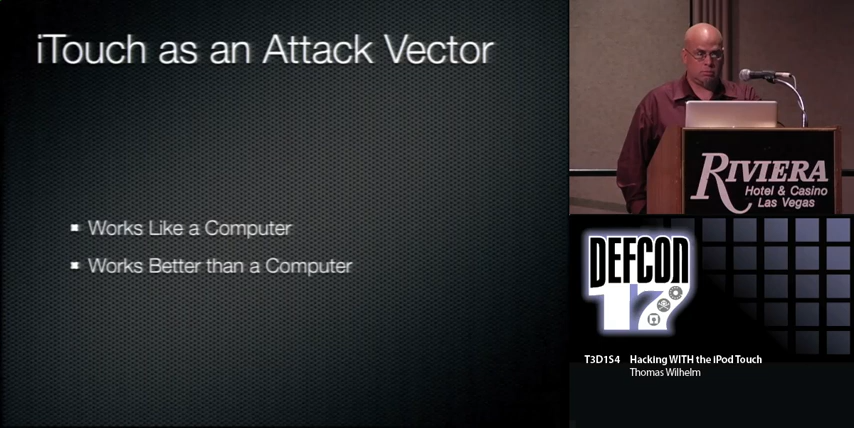 iTouch as an Attack Vector
Works Like a Computer
Works Better than a Computer
RIVIERA
Hotel & Casino
Las Vegas
DEFCON
17
T3D1S4 Hacking WITH the iPod Touch
Thomas Wilhelm